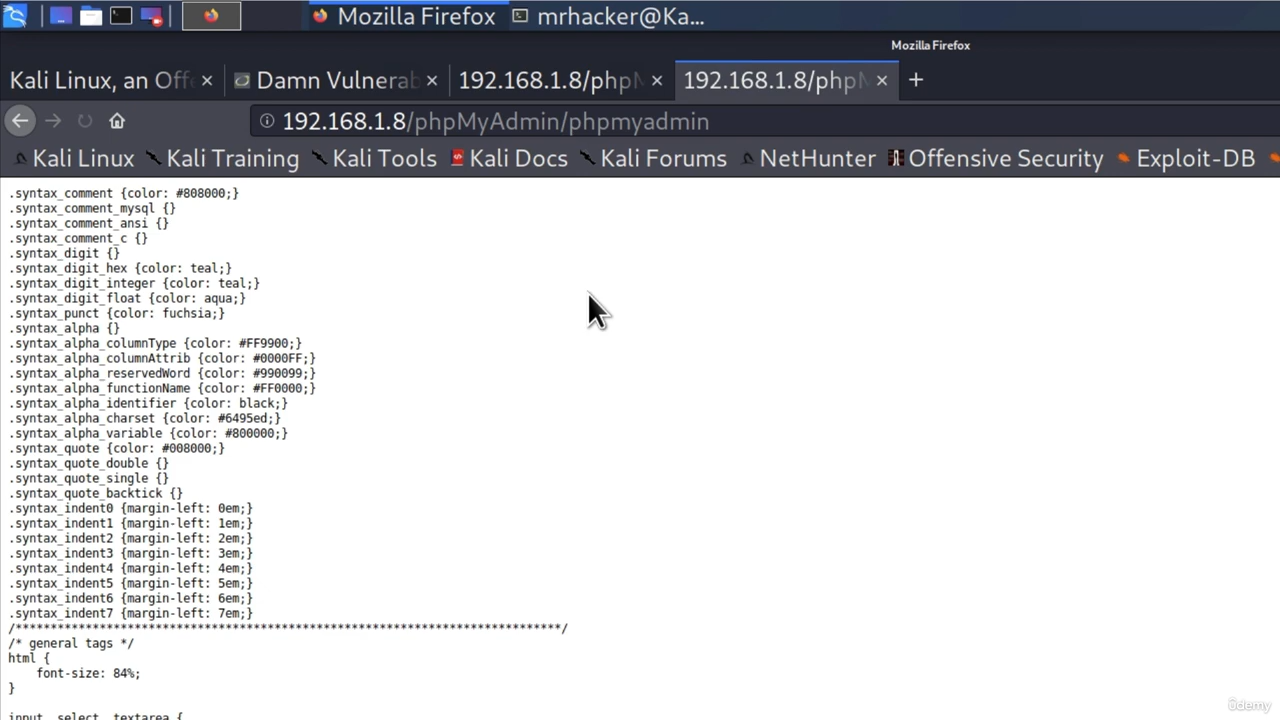 Mozilla Firefox
mrhacker@Ka...
Mozilla Firefox
Kali Linux, an Offe
Damn Vulnerab
192.168.1.8/phpM
192.168.1.8/phpM
192.168.1.8/phpMyAdmin/phpmyadmin
Kali Linux
Kali Training
Kali Tools
Kali Docs
Kali Forums
NetHunter
Offensive Security
Exploit-DB
.syntax_comment {color: #808000;}
.syntax_comment_mysql {}
.syntax_comment_ansi {}
.syntax_comment_c {}
.syntax_digit {}
.syntax_digit_hex {color: teal;}
.syntax_digit_integer {color: teal;}
.syntax_digit_float {color: aqua;}
.syntax_punct {color: fuchsia;}
.syntax_alpha {}
.syntax_alpha_columnType {color: #FF9900;}
.syntax_alpha_columnAttrib {color: #0000FF;}
.syntax_alpha_reservedWord {color: #990099;}
.syntax_alpha_functionName {color: #FF0000;}
.syntax_alpha_identifier {color: black;}
.syntax_alpha_charset {color: #6495ed;}
.syntax_alpha_variable {color: #800000;}
.syntax_quote {color: #008000;}
.syntax_quote_double {}
.syntax_quote_single {}
.syntax_quote_backtick {}
.syntax_indent0 {margin-left: 0em;}
.syntax_indent1 {margin-left: 1em;}
.syntax_indent2 {margin-left: 2em;}
.syntax_indent3 {margin-left: 3em;}
.syntax_indent4 {margin-left: 4em;}
.syntax_indent5 {margin-left: 5em;}
.syntax_indent6 {margin-left: 6em;}
.syntax_indent7 {margin-left: 7em;}
/******************************************************************************/
/* general tags */
html {
    font-size: 84%;
}
input, select, textarea {
ûdemy